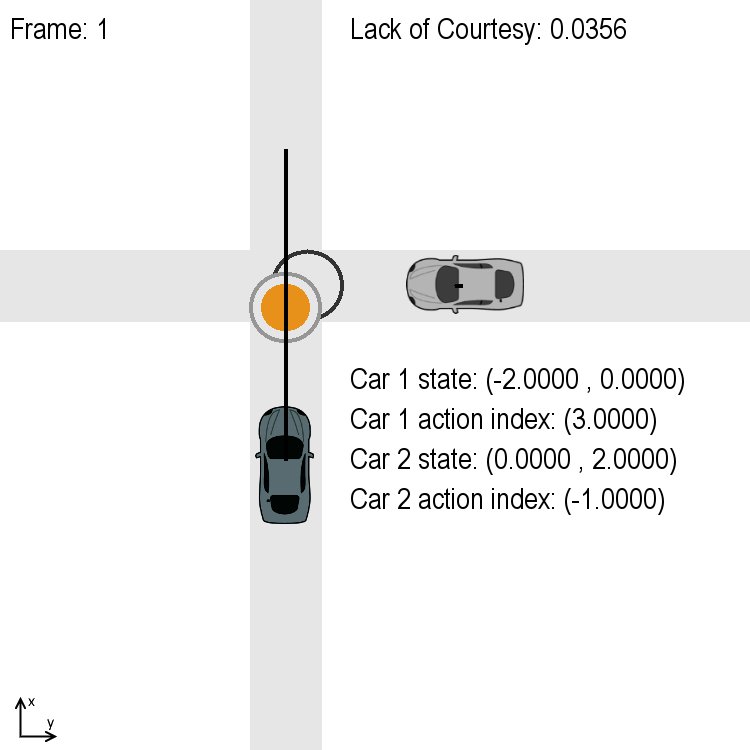 Frame: 1
Lack of Courtesy: 0.0356
Car 1 state: (-2.0000 , 0.0000)
Car 1 action index: (3.0000)
Car 2 state: (0.0000 , 2.0000)
Car 2 action index: (-1.0000)
x
y